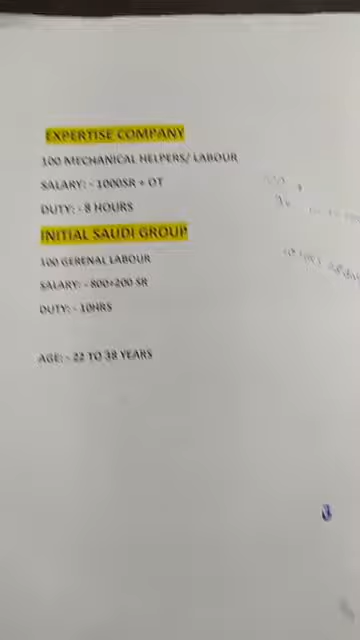 EXPERTISE COMPANY
100 MECHANICAL HELPERS/ LABOUR
SALARY: - 1000SR + OT
DUTY: - 8 HOURS
INITIAL SAUDI GROUP
100 GERENAL LABOUR
SALARY: - 800+200 SR
DUTY: - 10HRS
AGE: - 22 TO 38 YEARS